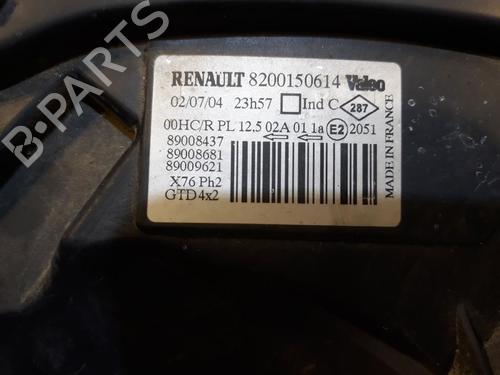 RENAULT 8200150614 Valeo
02/07/04 23h57 Ind C 287
00HC/R PL 12.5 02A 01 1a E2 2051
89008437
89008681
89009621
X76 Ph2
GTD 4x2
MADE IN FRANCE
B-PARTS